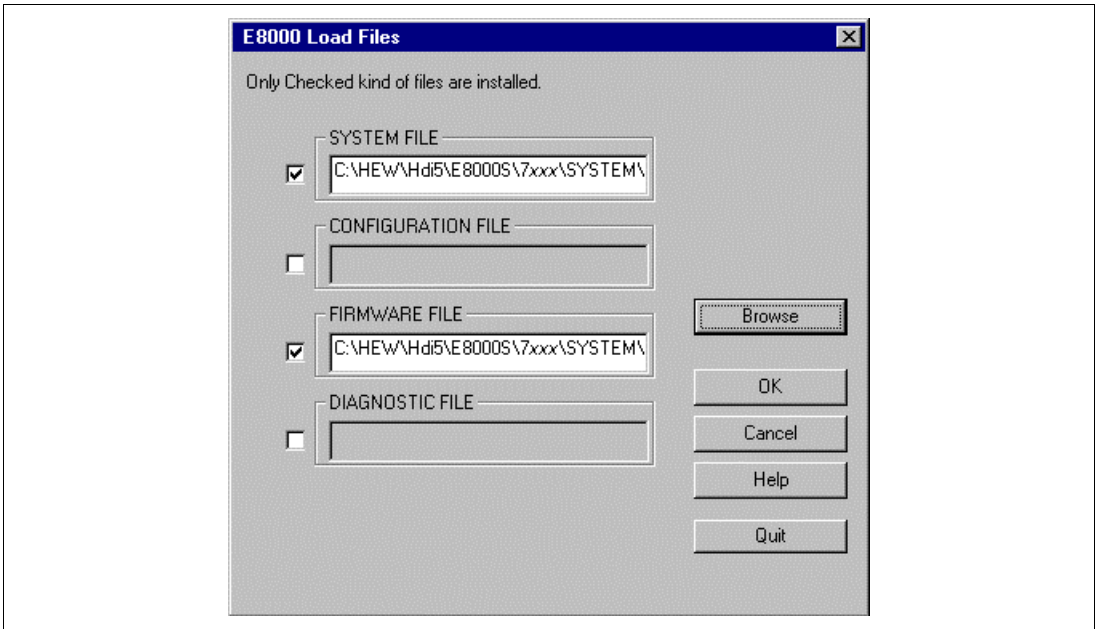 E8000 Load Files
Only Checked kind of files are installed.
SYSTEM FILE
C:\HEW\Hdi5\E8000S\7xxx\SYSTEM\
CONFIGURATION FILE
FIRMWARE FILE
C:\HEW\Hdi5\E8000S\7xxx\SYSTEM\
DIAGNOSTIC FILE
Browse
OK
Cancel
Help
Quit